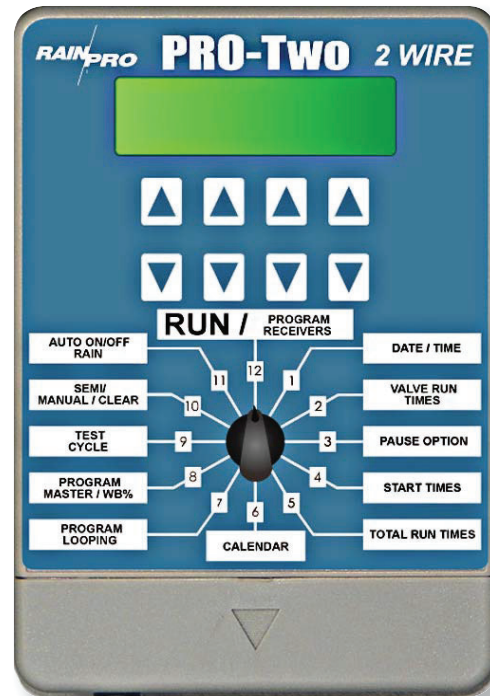 RAIN PRO PRO-Two 2 WIRE
RUN / PROGRAM
RECEIVERS
AUTO ON/OFF
RAIN
DATE / TIME
SEMI/
MANUAL / CLEAR
VALVE RUN
TIMES
TEST
CYCLE
PAUSE OPTION
PROGRAM
MASTER / WB%
START TIMES
PROGRAM
LOOPING
TOTAL RUN TIMES
CALENDAR
12
11
1
10
2
9
3
8
4
7
5
6